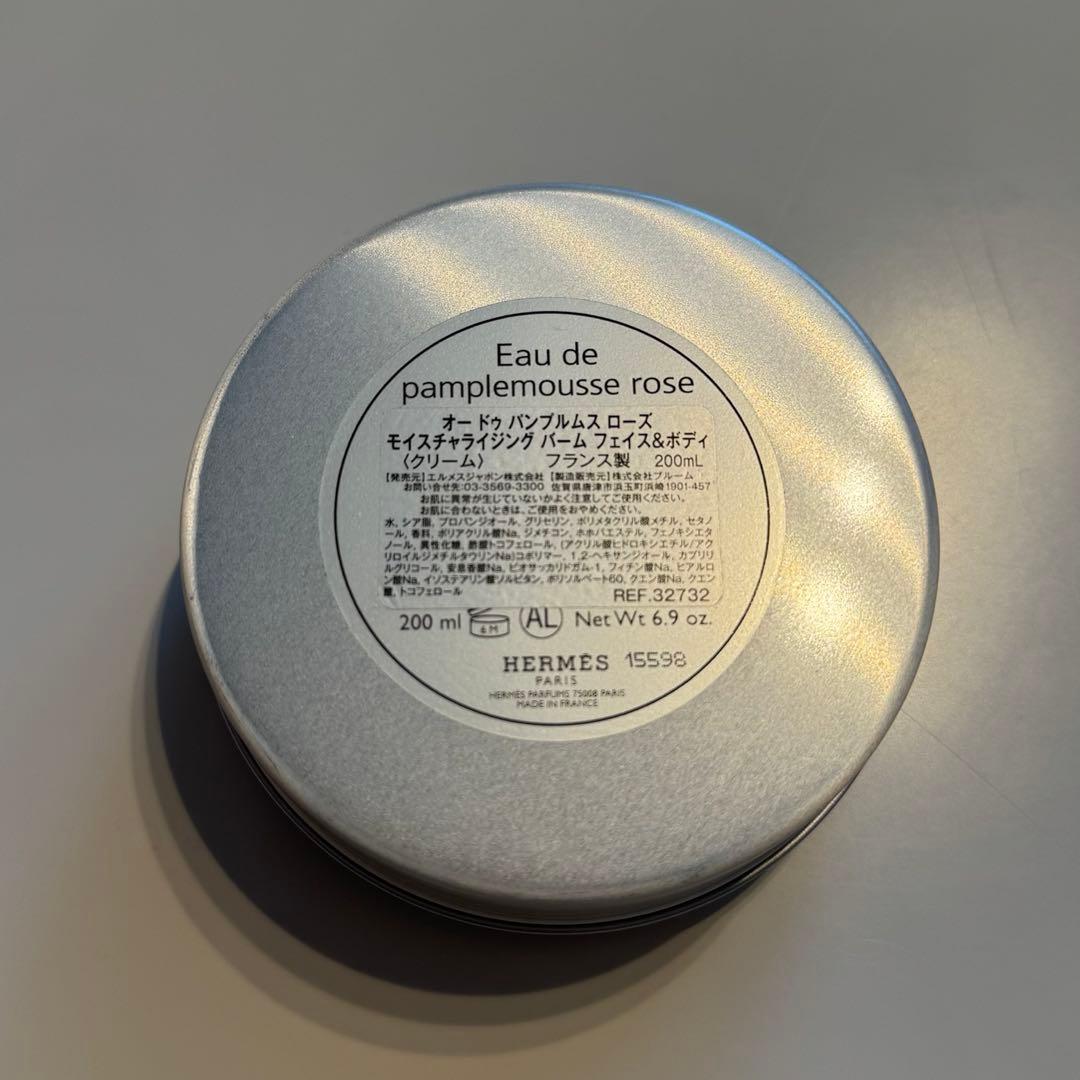 Eau de
pamplemousse rose
オー ドゥ パンプルムス ローズ
モイスチャライジング バーム フェイス&ボディ
〈クリーム〉 フランス製 200mL
【発売元】エルメスジャポン株式会社 【製造販売元】株式会社ブルーム
お問い合せ先:03-3569-3300 佐賀県唐津市浜玉町浜崎1901-457
お肌に異常が生じていないかよく注意してご使用ください。
お肌に合わないときは、ご使用をおやめください。
水, シア脂, プロパンジオール, グリセリン, ポリメタクリル酸メチル, セタノ
ール, 香料, ポリアクリル酸Na, ジメチコン, ホホバエステル, フェノキシエタ
ノール, 異性化糖, 酢酸トコフェロール, (アクリル酸ヒドロキシエチル/アク
リロイルジメチルタウリンNa)コポリマー, 1,2-ヘキサンジオール, カプリリ
ルグリコール, 安息香酸Na, ビオサッカリドガム-1, フィチン酸Na, ヒアルロ
ン酸Na, イソステアリン酸ソルビタン, ポリソルベート60, クエン酸Na, クエン
酸, トコフェロール REF.32732
200 ml 6M AL Net Wt 6.9 oz.
HERMÈS 15598
PARIS
HERMÈS PARFUMS 75008 PARIS
MADE IN FRANCE